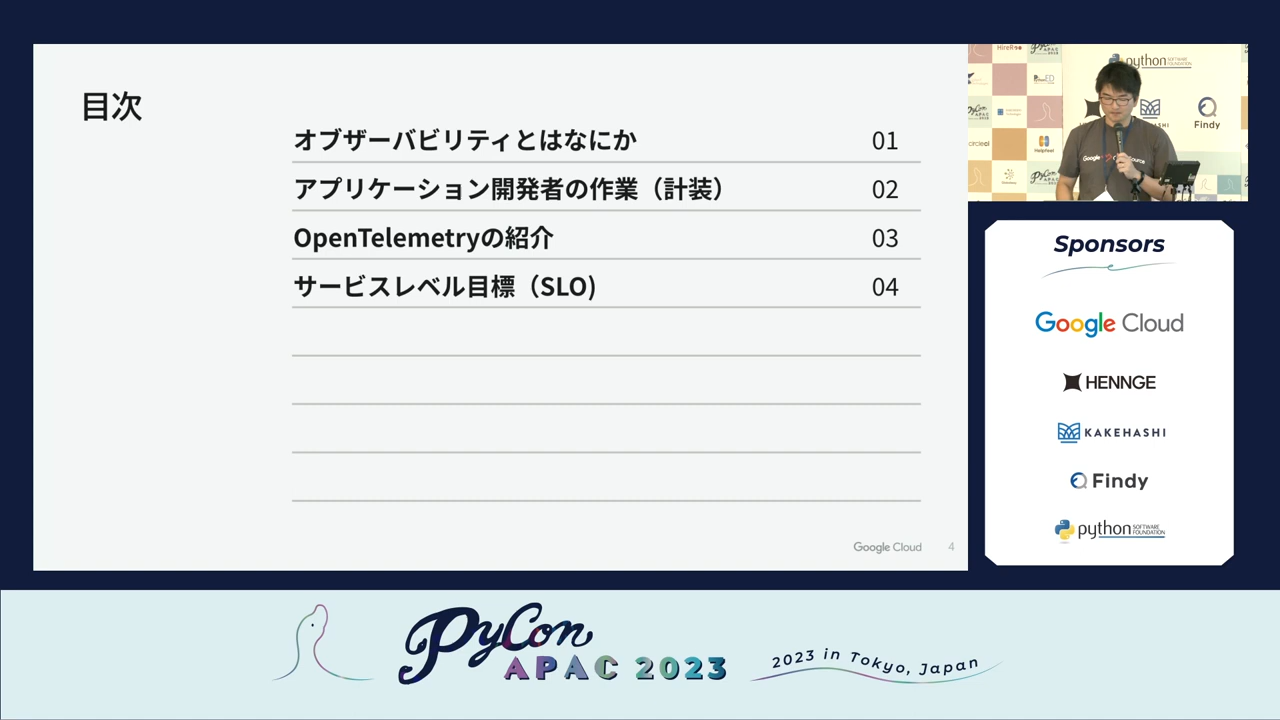 目次
オブザーバビリティとはなにか 01
アプリケーション開発者の作業（計装） 02
OpenTelemetryの紹介 03
サービスレベル目標（SLO) 04
Google Cloud 4
python
SOFTWARE FOUNDATION
Findy
Sponsors
Google Cloud
HENNGE
KAKEHASHI
Findy
python
SOFTWARE FOUNDATION
PyCon
APAC 2023
2023 in Tokyo, Japan